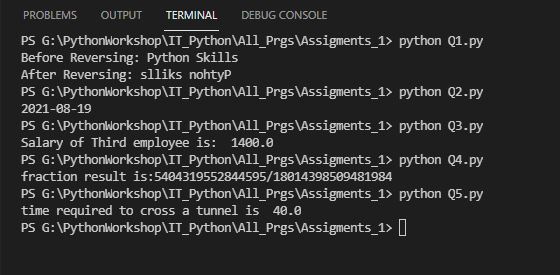 PROBLEMS OUTPUT TERMINAL DEBUG CONSOLE
PS G:\PythonWorkshop\IT_Python\All_Prgs\Assigments_1> python Q1.py
Before Reversing: Python Skills
After Reversing: slliks nohtyP
PS G:\PythonWorkshop\IT_Python\All_Prgs\Assigments_1> python Q2.py
2021-08-19
PS G:\PythonWorkshop\IT_Python\All_Prgs\Assigments_1> python Q3.py
Salary of Third employee is:  1400.0
PS G:\PythonWorkshop\IT_Python\All_Prgs\Assigments_1> python Q4.py
fraction result is:5404319552844595/18014398509481984
PS G:\PythonWorkshop\IT_Python\All_Prgs\Assigments_1> python Q5.py
time required to cross a tunnel is  40.0
PS G:\PythonWorkshop\IT_Python\All_Prgs\Assigments_1>